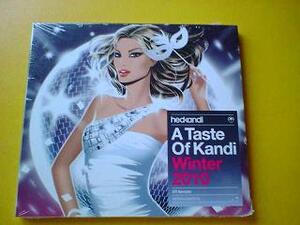 hedkandi
A Taste
Of Kandi
Winter
2010